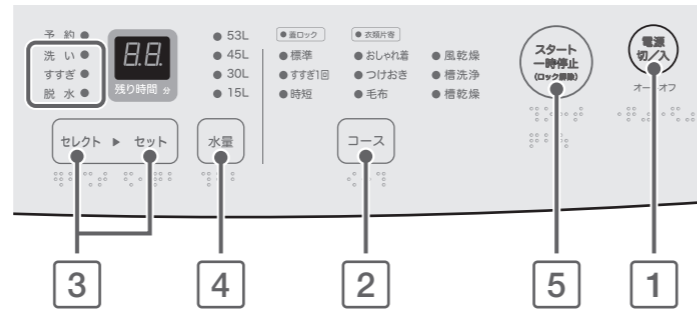 予 約
洗 い
すすぎ
脱 水
88
残り時間 分
53L
45L
30L
15L
蓋ロック
標準
すすぎ1回
時短
衣類片寄
おしゃれ着
つけおき
毛布
風乾燥
槽洗浄
槽乾燥
スタート
一時停止
(ロック解除)
電源
切/入
オートオフ
セレクト ▶ セット
水量
コース
3
4
2
5
1